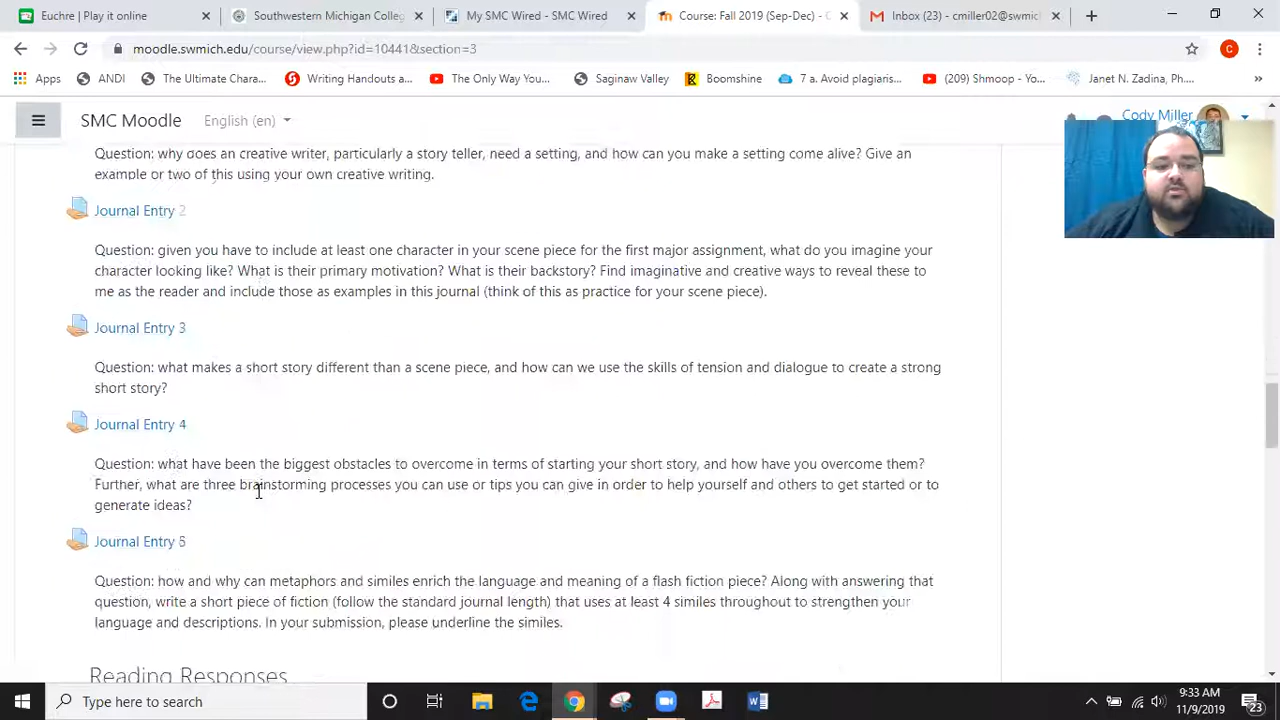 Euchre | Play it online
Southwestern Michigan Colleg
My SMC Wired - SMC Wired
Course: Fall 2019 (Sep-Dec) -
Inbox (23) - cmiller02@swmich
moodle.swmich.edu/course/view.php?id=10441&section=3
C
Apps
ANDI
The Ultimate Chara...
Writing Handouts a...
The Only Way You...
Saginaw Valley
Boomshine
7 a. Avoid plagiaris...
(209) Shmoop - Yo...
Janet N. Zadina, Ph....
SMC Moodle
English (en)
Cody Miller
Question: why does an creative writer, particularly a story teller, need a setting, and how can you make a setting come alive? Give an
example or two of this using your own creative writing.
Journal Entry 2
Question: given you have to include at least one character in your scene piece for the first major assignment, what do you imagine your
character looking like? What is their primary motivation? What is their backstory? Find imaginative and creative ways to reveal these to
me as the reader and include those as examples in this journal (think of this as practice for your scene piece).
Journal Entry 3
Question: what makes a short story different than a scene piece, and how can we use the skills of tension and dialogue to create a strong
short story?
Journal Entry 4
Question: what have been the biggest obstacles to overcome in terms of starting your short story, and how have you overcome them?
Further, what are three brainstorming processes you can use or tips you can give in order to help yourself and others to get started or to
generate ideas?
Journal Entry
Question: how and why can metaphors and similes enrich the language and meaning of a flash fiction piece? Along with answering that
question, write a short piece of fiction (follow the standard journal length) that uses at least 4 similes throughout to strengthen your
language and descriptions. In your submission, please underline the similes.
Reading Responses
Type here to search
9:33 AM
11/9/2019
23